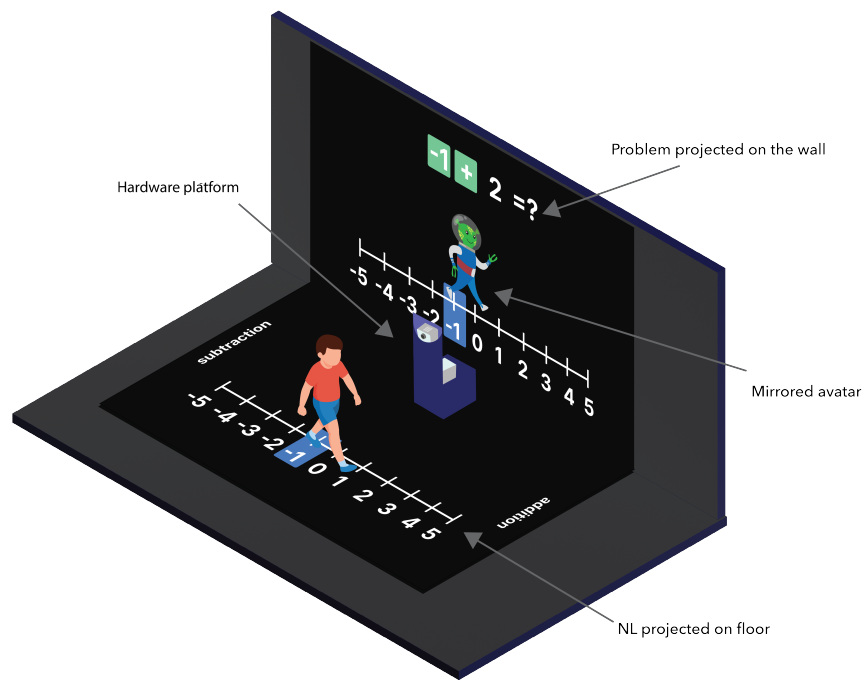 Problem projected on the wall
-1 + 2 =?
Hardware platform
-5 -4 -3 -2 -1 0 1 2 3 4 5
Mirrored avatar
subtraction
-5 -4 -3 -2 -1 0 1 2 3 4 5
addition
NL projected on floor